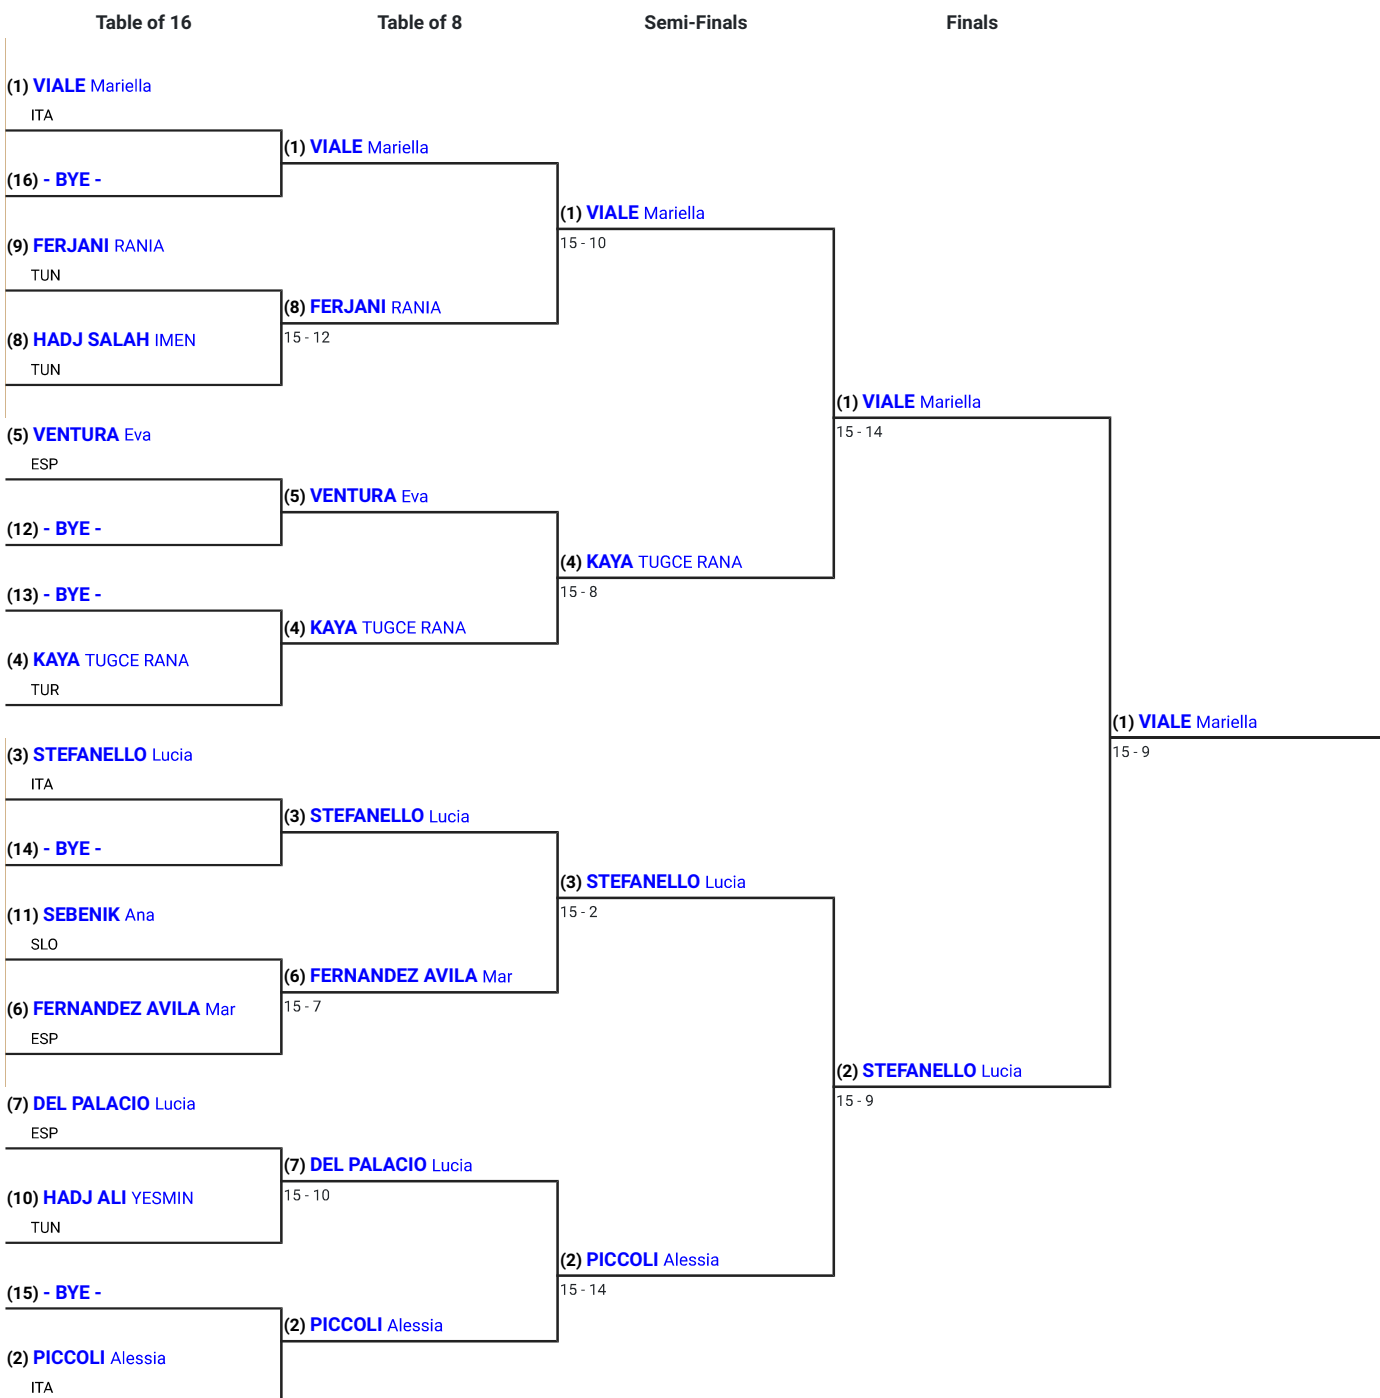 Table of 16
Table of 8
Semi-Finals
Finals
(1) VIALE Mariella
ITA
(16) - BYE -
(9) FERJANI RANIA
TUN
(8) HADJ SALAH IMEN
TUN
(5) VENTURA Eva
ESP
(12) - BYE -
(13) - BYE -
(4) KAYA TUGCE RANA
TUR
(3) STEFANELLO Lucia
ITA
(14) - BYE -
(11) SEBENIK Ana
SLO
(6) FERNANDEZ AVILA Mar
ESP
(7) DEL PALACIO Lucia
ESP
(10) HADJ ALI YESMIN
TUN
(15) - BYE -
(2) PICCOLI Alessia
ITA
(1) VIALE Mariella
(8) FERJANI RANIA
15 - 12
(5) VENTURA Eva
(4) KAYA TUGCE RANA
(3) STEFANELLO Lucia
(6) FERNANDEZ AVILA Mar
15 - 7
(7) DEL PALACIO Lucia
15 - 10
(2) PICCOLI Alessia
(1) VIALE Mariella
15 - 10
(4) KAYA TUGCE RANA
15 - 8
(3) STEFANELLO Lucia
15 - 2
(2) PICCOLI Alessia
15 - 14
(1) VIALE Mariella
15 - 14
(2) STEFANELLO Lucia
15 - 9
(1) VIALE Mariella
15 - 9